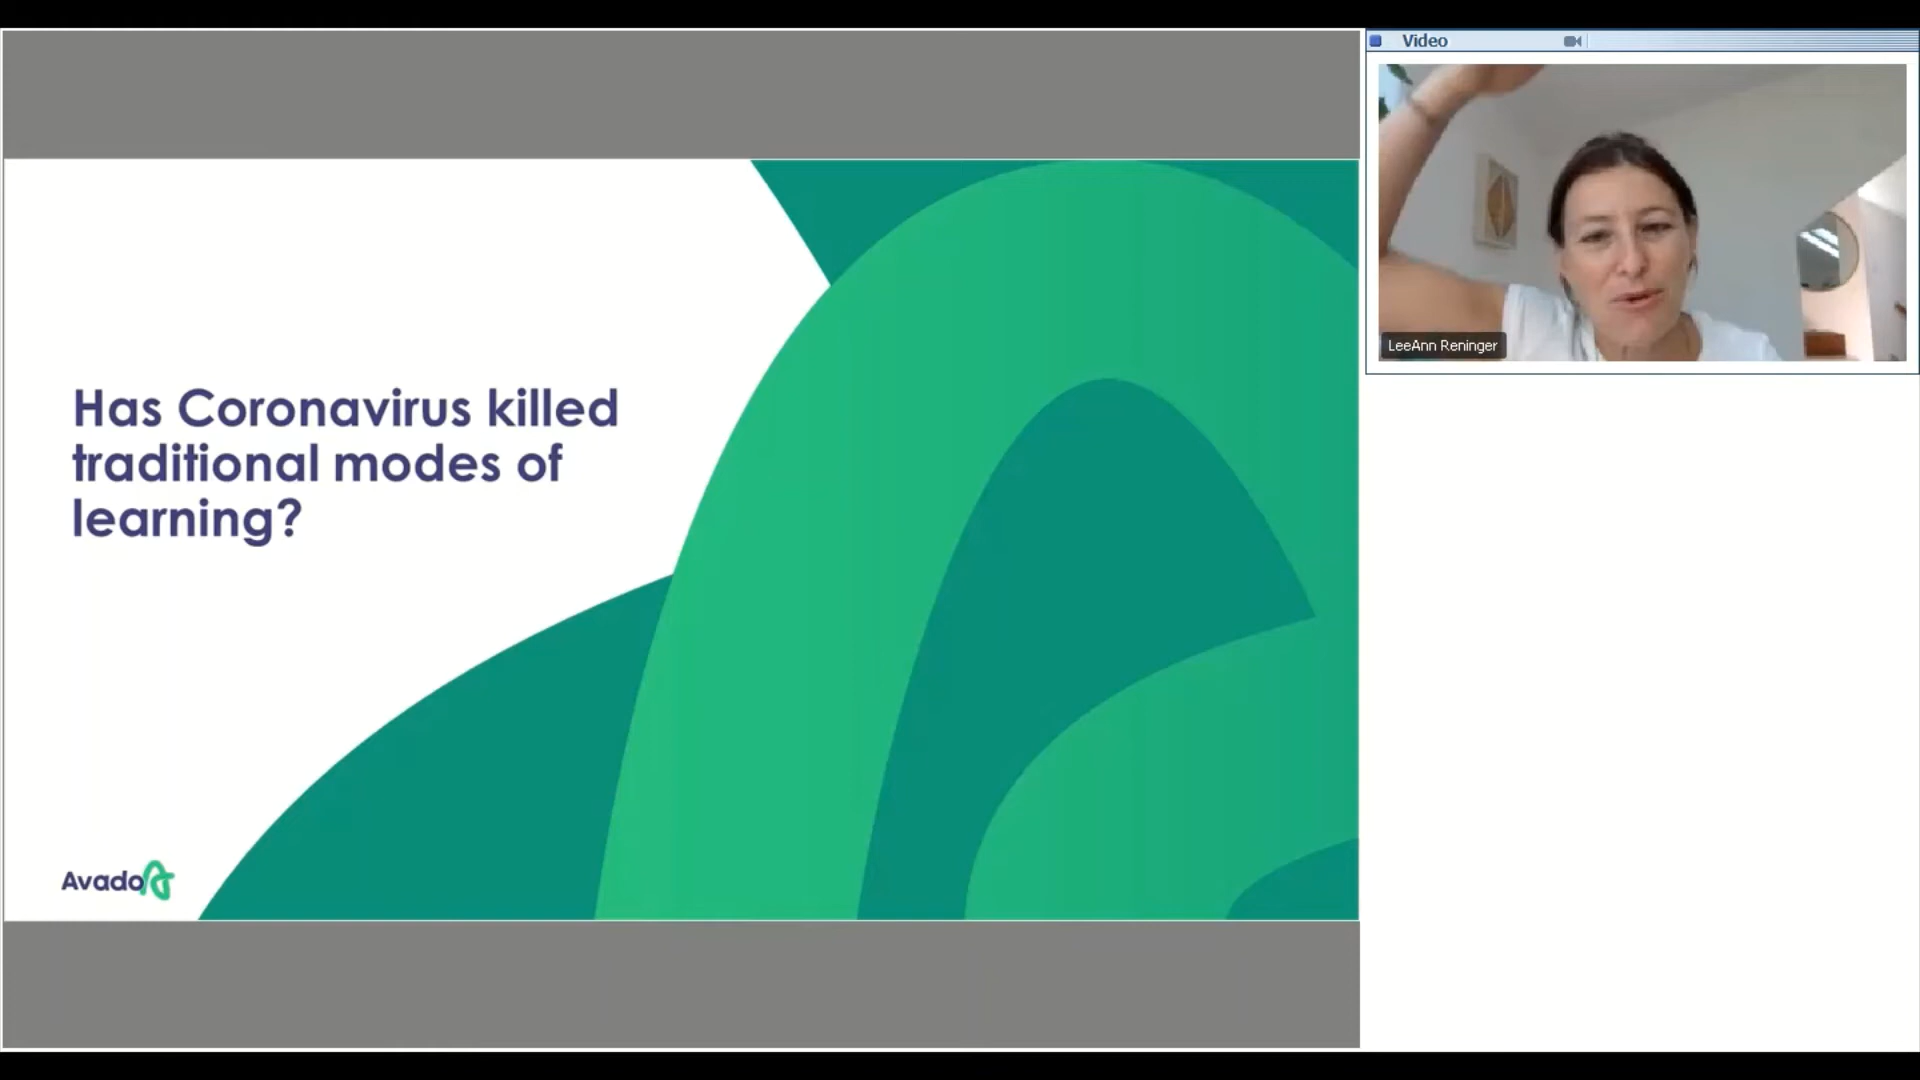 Video
LeeAnn Reninger
Has Coronavirus killed
traditional modes of
learning?
Avado